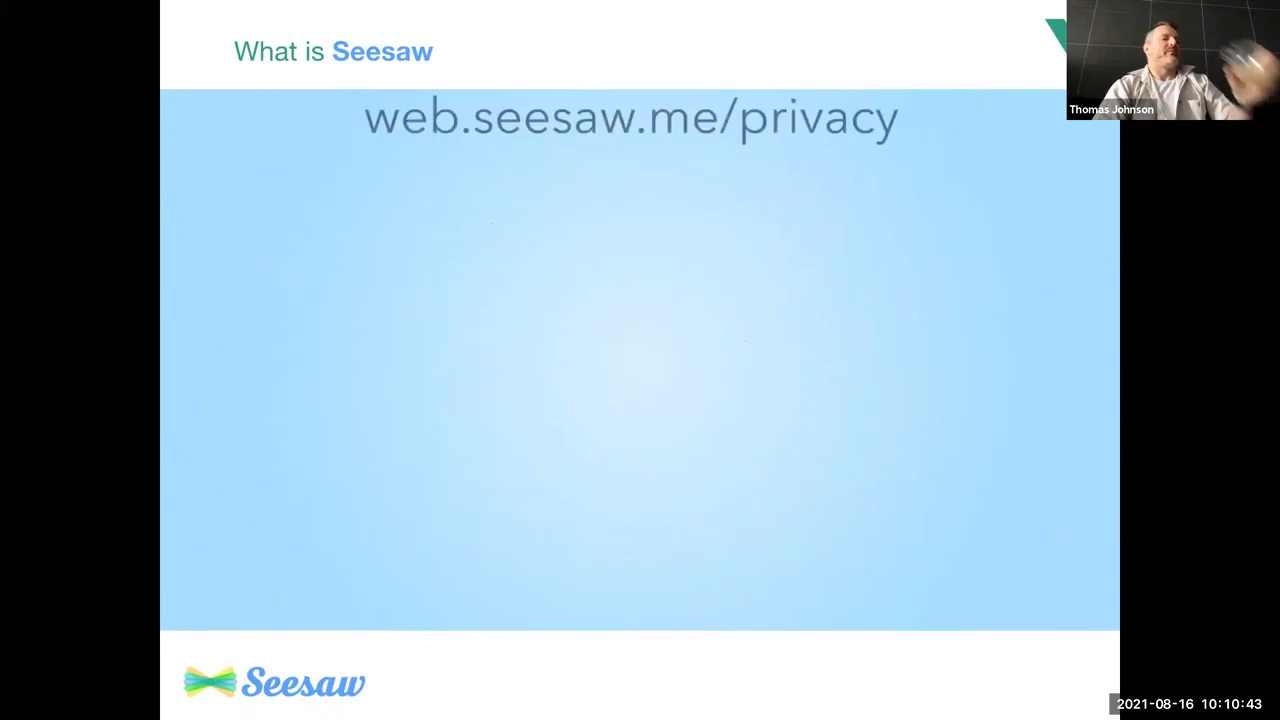 What is Seesaw
web.seesaw.me/privacy
Thomas Johnson
Seesaw
2021-08-16 10:10:43